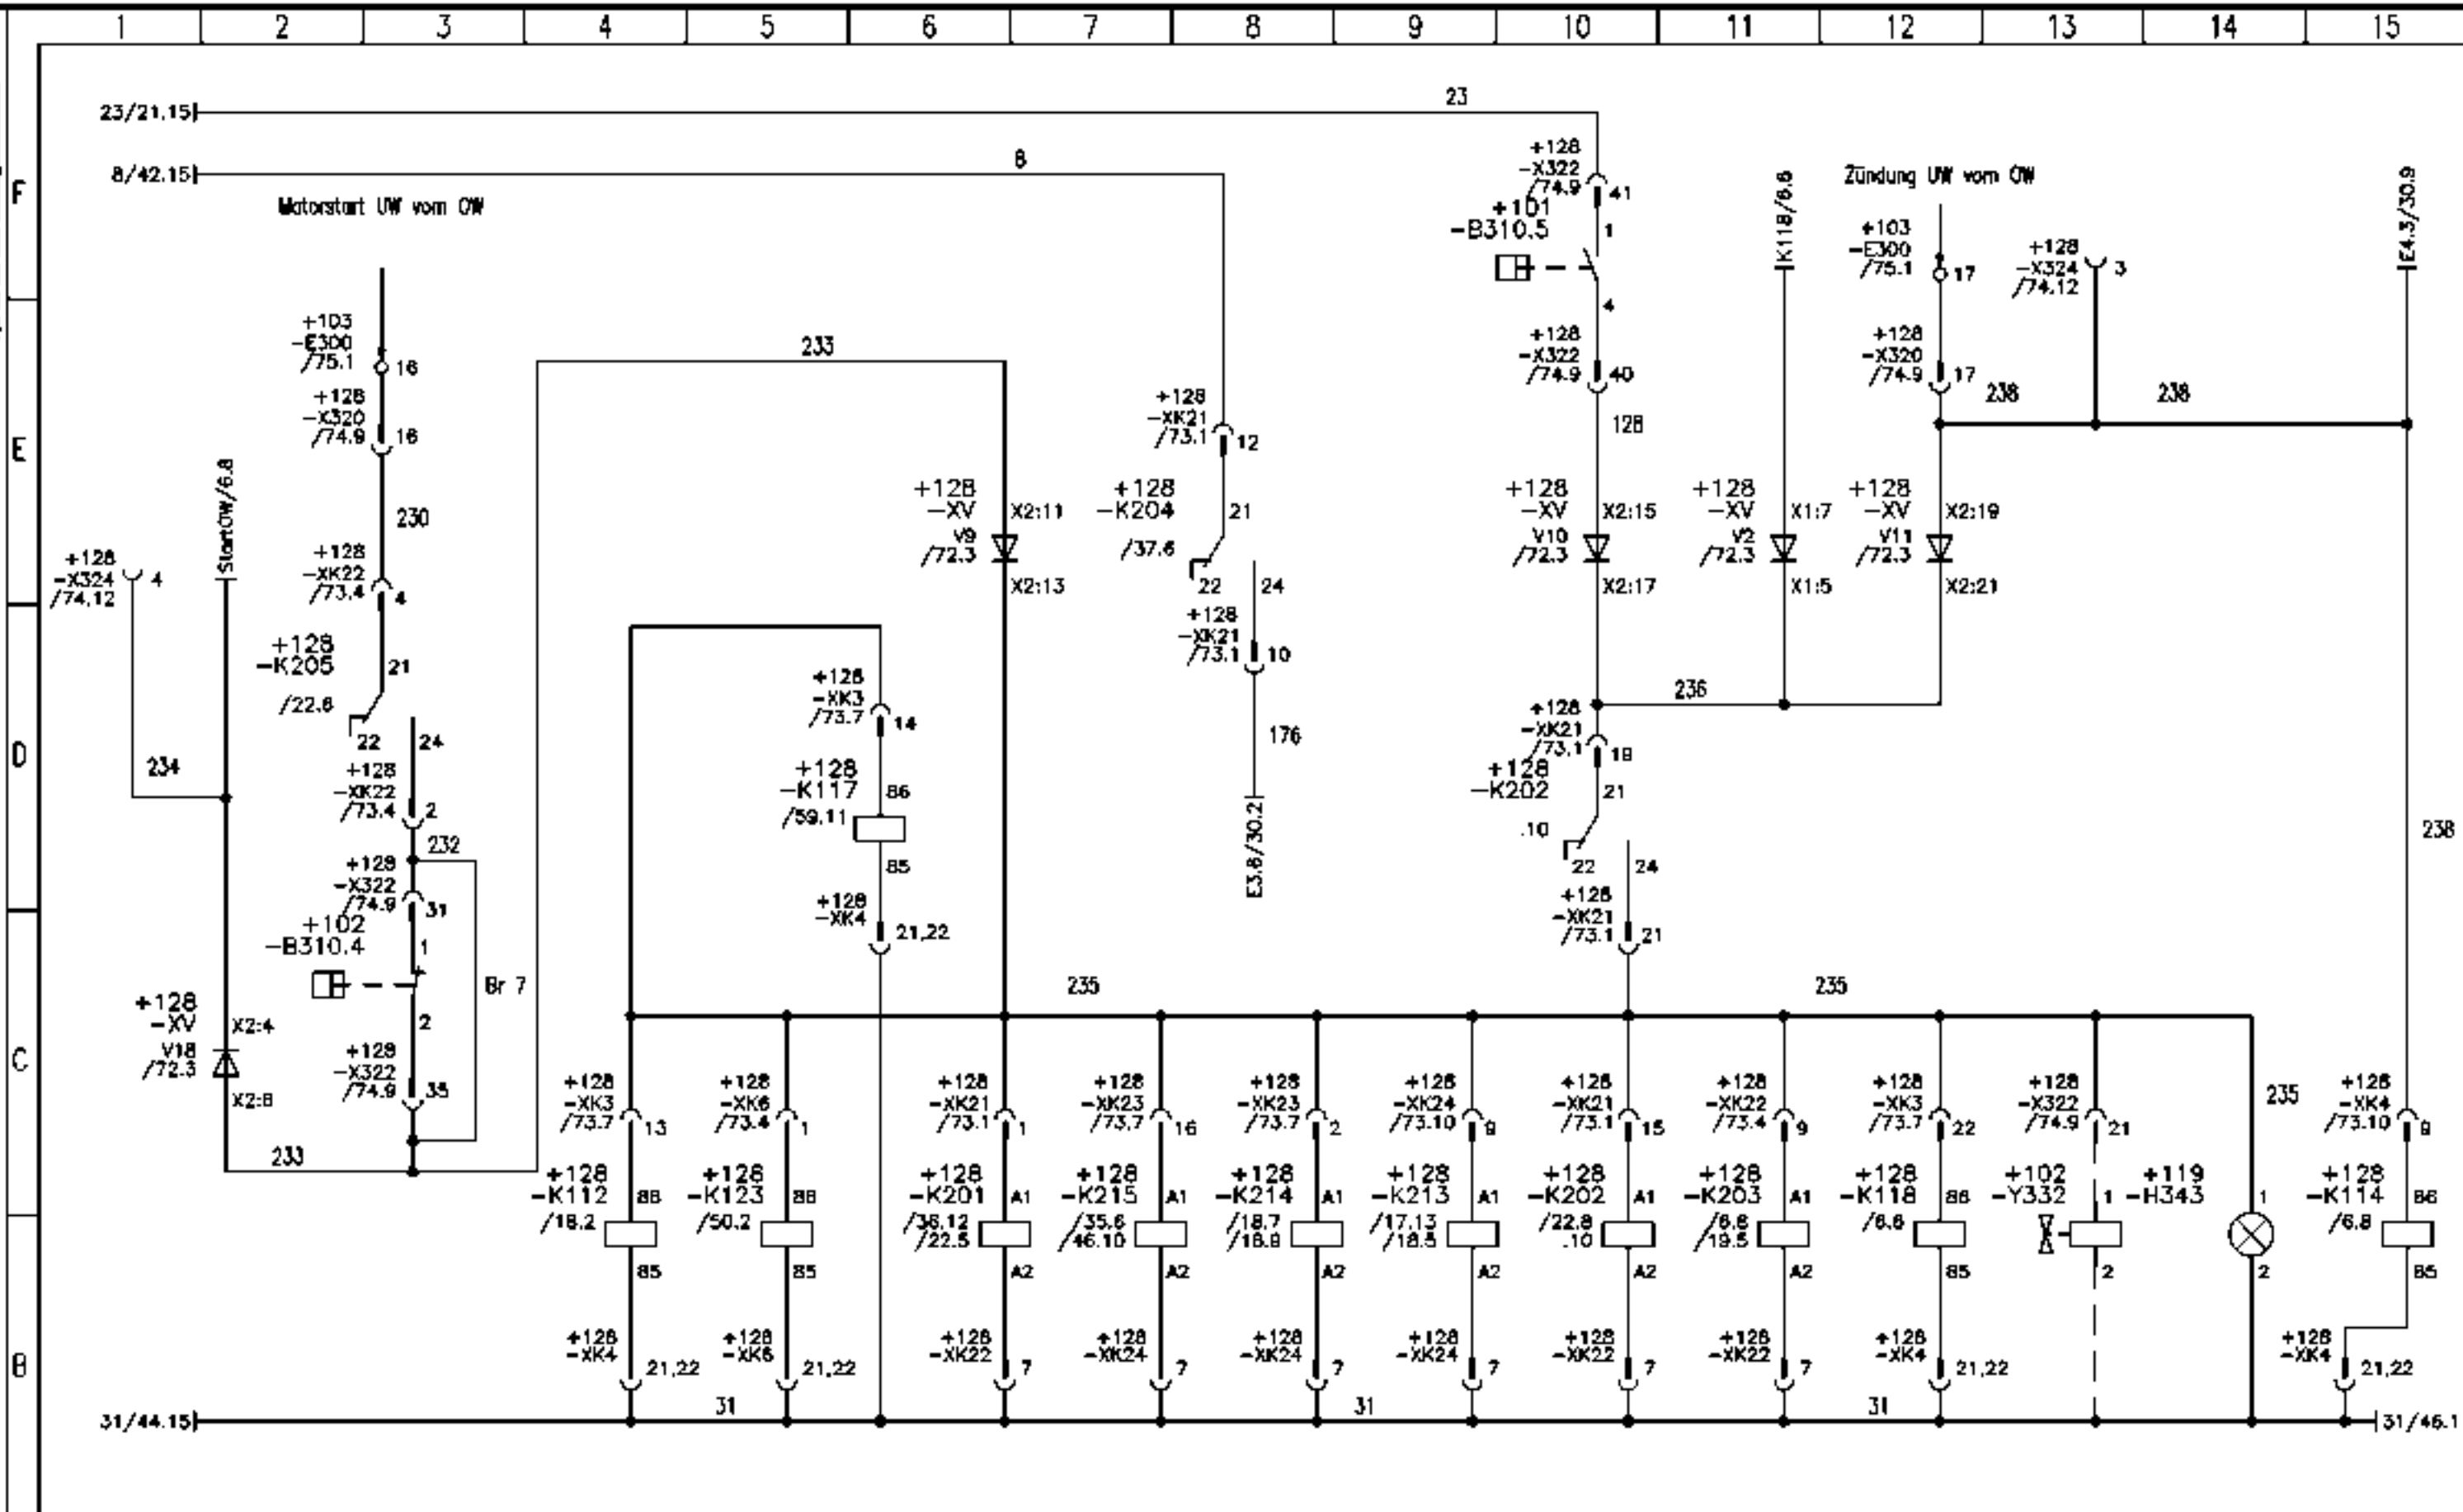 1 2 3 4 5 6 7 8 9 10 11 12 13 14 15
F
E
D
C
B
23/21.15
23
8/42.15
8
Motorstart UW vom OW
Zündung UW vom OW
+128
-X322
/74.9
41
+101
-B310.5
1
4
+128
-X322
/74.9
40
128
K118/6.6
+103
-E300
/75.1
17
+128
-X320
/74.9
17
+128
-X324
/74.12
3
238
238
E4.3/30.9
+103
-E300
/75.1
16
+128
-X320
/74.9
16
230
233
+128
-XK21
/73.1
12
StartOW/6.8
+128
-X324
/74.12
4
+128
-XK22
/73.4
4
+128
-XV
V9
/72.3
X2:11
X2:13
+128
-K204
/37.6
21
22
24
+128
-XV
V10
/72.3
X2:15
X2:17
+128
-XV
V2
/72.3
X1:7
X1:5
+128
-XV
V11
/72.3
X2:19
X2:21
+128
-K205
/22.8
21
22
24
+128
-XK3
/73.7
14
+128
-XK21
/73.1
10
176
E3.6/30.2
236
+128
-XK21
/73.1
18
+128
-K202
.10
21
22
24
+128
-XK21
/73.1
21
234
+128
-XK22
/73.4
2
232
+128
-K117
/59.11
86
85
238
+128
-X322
/74.9
31
+102
-B310.4
1
2
Br 7
+128
-XK4
21,22
+128
-XV
V18
/72.3
X2:4
X2:6
+128
-X322
/74.9
35
233
235
235
235
+128
-XK3
/73.7
13
+128
-XK6
/73.4
1
+128
-XK21
/73.1
1
+128
-XK23
/73.7
16
+128
-XK23
/73.7
2
+128
-XK24
/73.10
9
+128
-XK21
/73.1
15
+128
-XK22
/73.4
9
+128
-XK3
/73.7
22
+128
-X322
/74.9
21
+128
-XK4
/73.10
9
+128
-K112
/18.2
86
85
+128
-K123
/50.2
86
85
+128
-K201
/36.12
/22.5
A1
A2
+128
-K215
/35.6
/46.10
A1
A2
+128
-K214
/18.7
/18.9
A1
A2
+128
-K213
/17.13
/18.5
A1
A2
+128
-K202
/22.8
.10
A1
A2
+128
-K203
/6.6
/19.5
A1
A2
+128
-K118
/6.6
86
85
+102
-Y332
1
2
+119
-H343
1
2
+128
-K114
/6.8
86
85
+128
-XK4
21,22
+128
-XK6
21,22
+128
-XK22
7
+128
-XK24
7
+128
-XK24
7
+128
-XK24
7
+128
-XK22
7
+128
-XK22
7
+128
-XK4
21,22
+128
-XK4
21,22
31/44.15
31
31
31
31/46.1